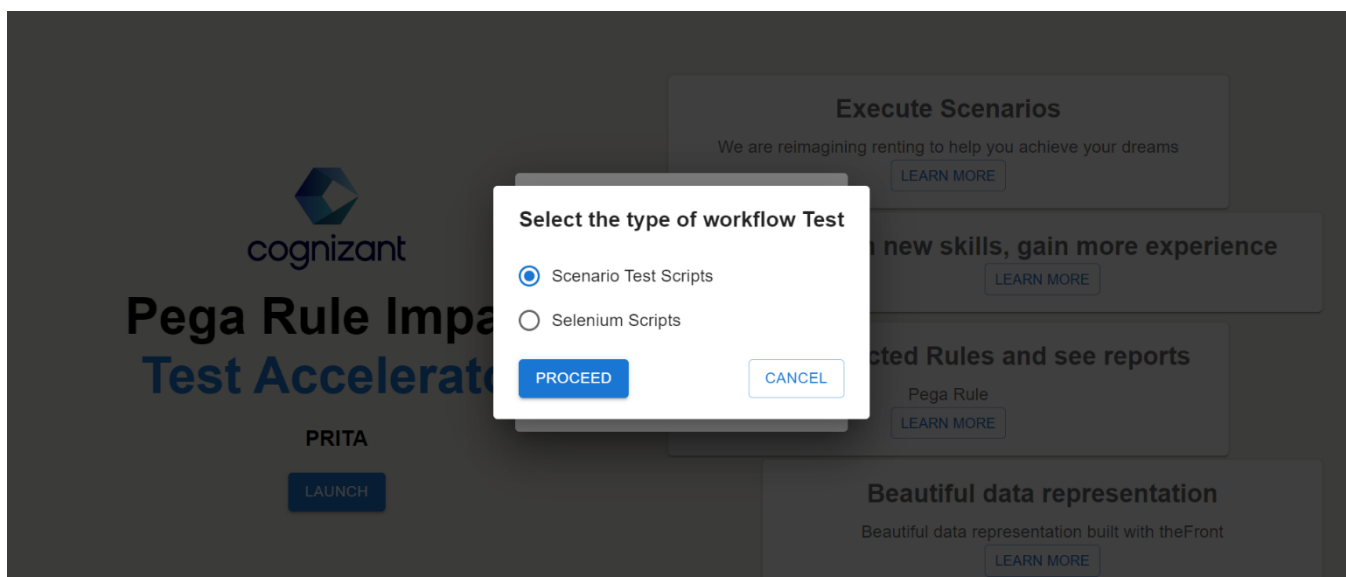 cognizant
Pega Rule Impa
Test Accelerat
PRITA
LAUNCH
Select the type of workflow Test
Scenario Test Scripts
Selenium Scripts
PROCEED
CANCEL
Execute Scenarios
We are reimagining renting to help you achieve your dreams
LEARN MORE
new skills, gain more experience
LEARN MORE
cted Rules and see reports
Pega Rule
LEARN MORE
Beautiful data representation
Beautiful data representation built with theFront
LEARN MORE